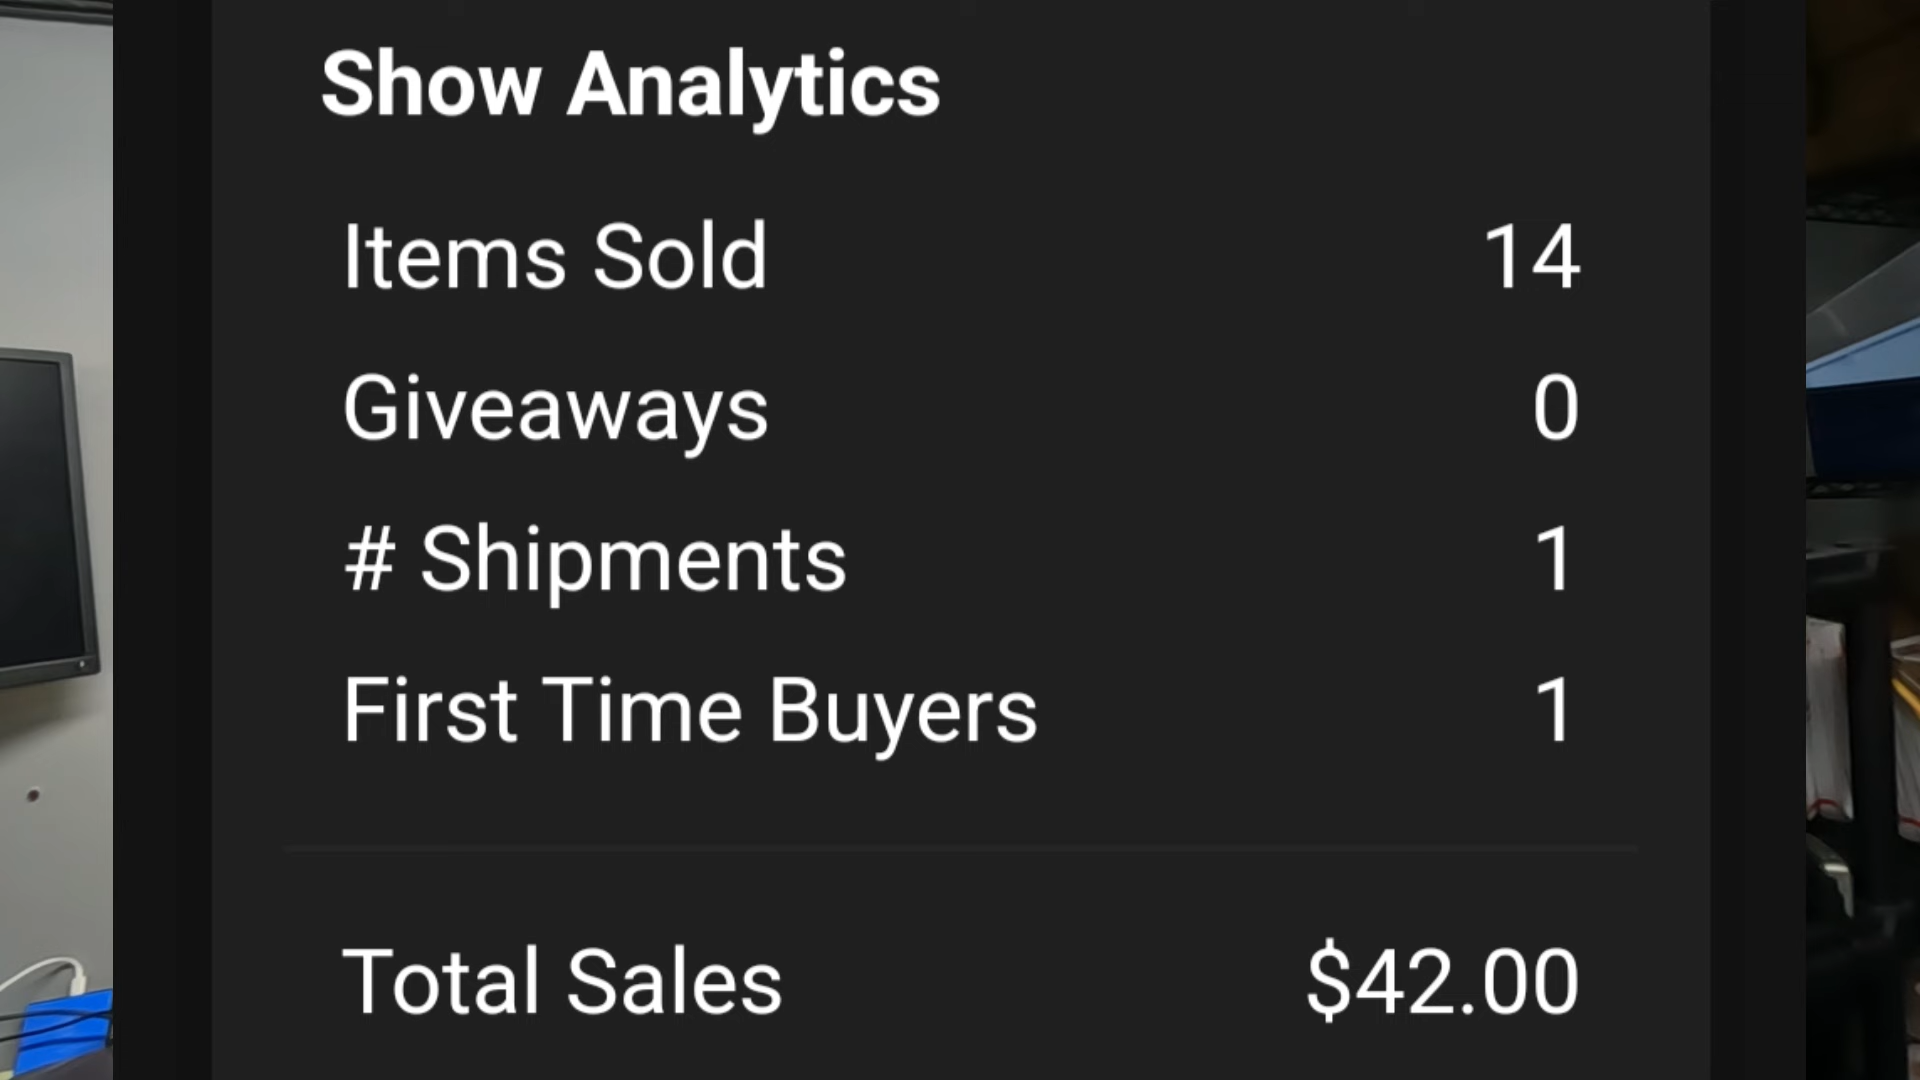 Show Analytics
Items Sold 14
Giveaways 0
# Shipments 1
First Time Buyers 1
Total Sales $42.00